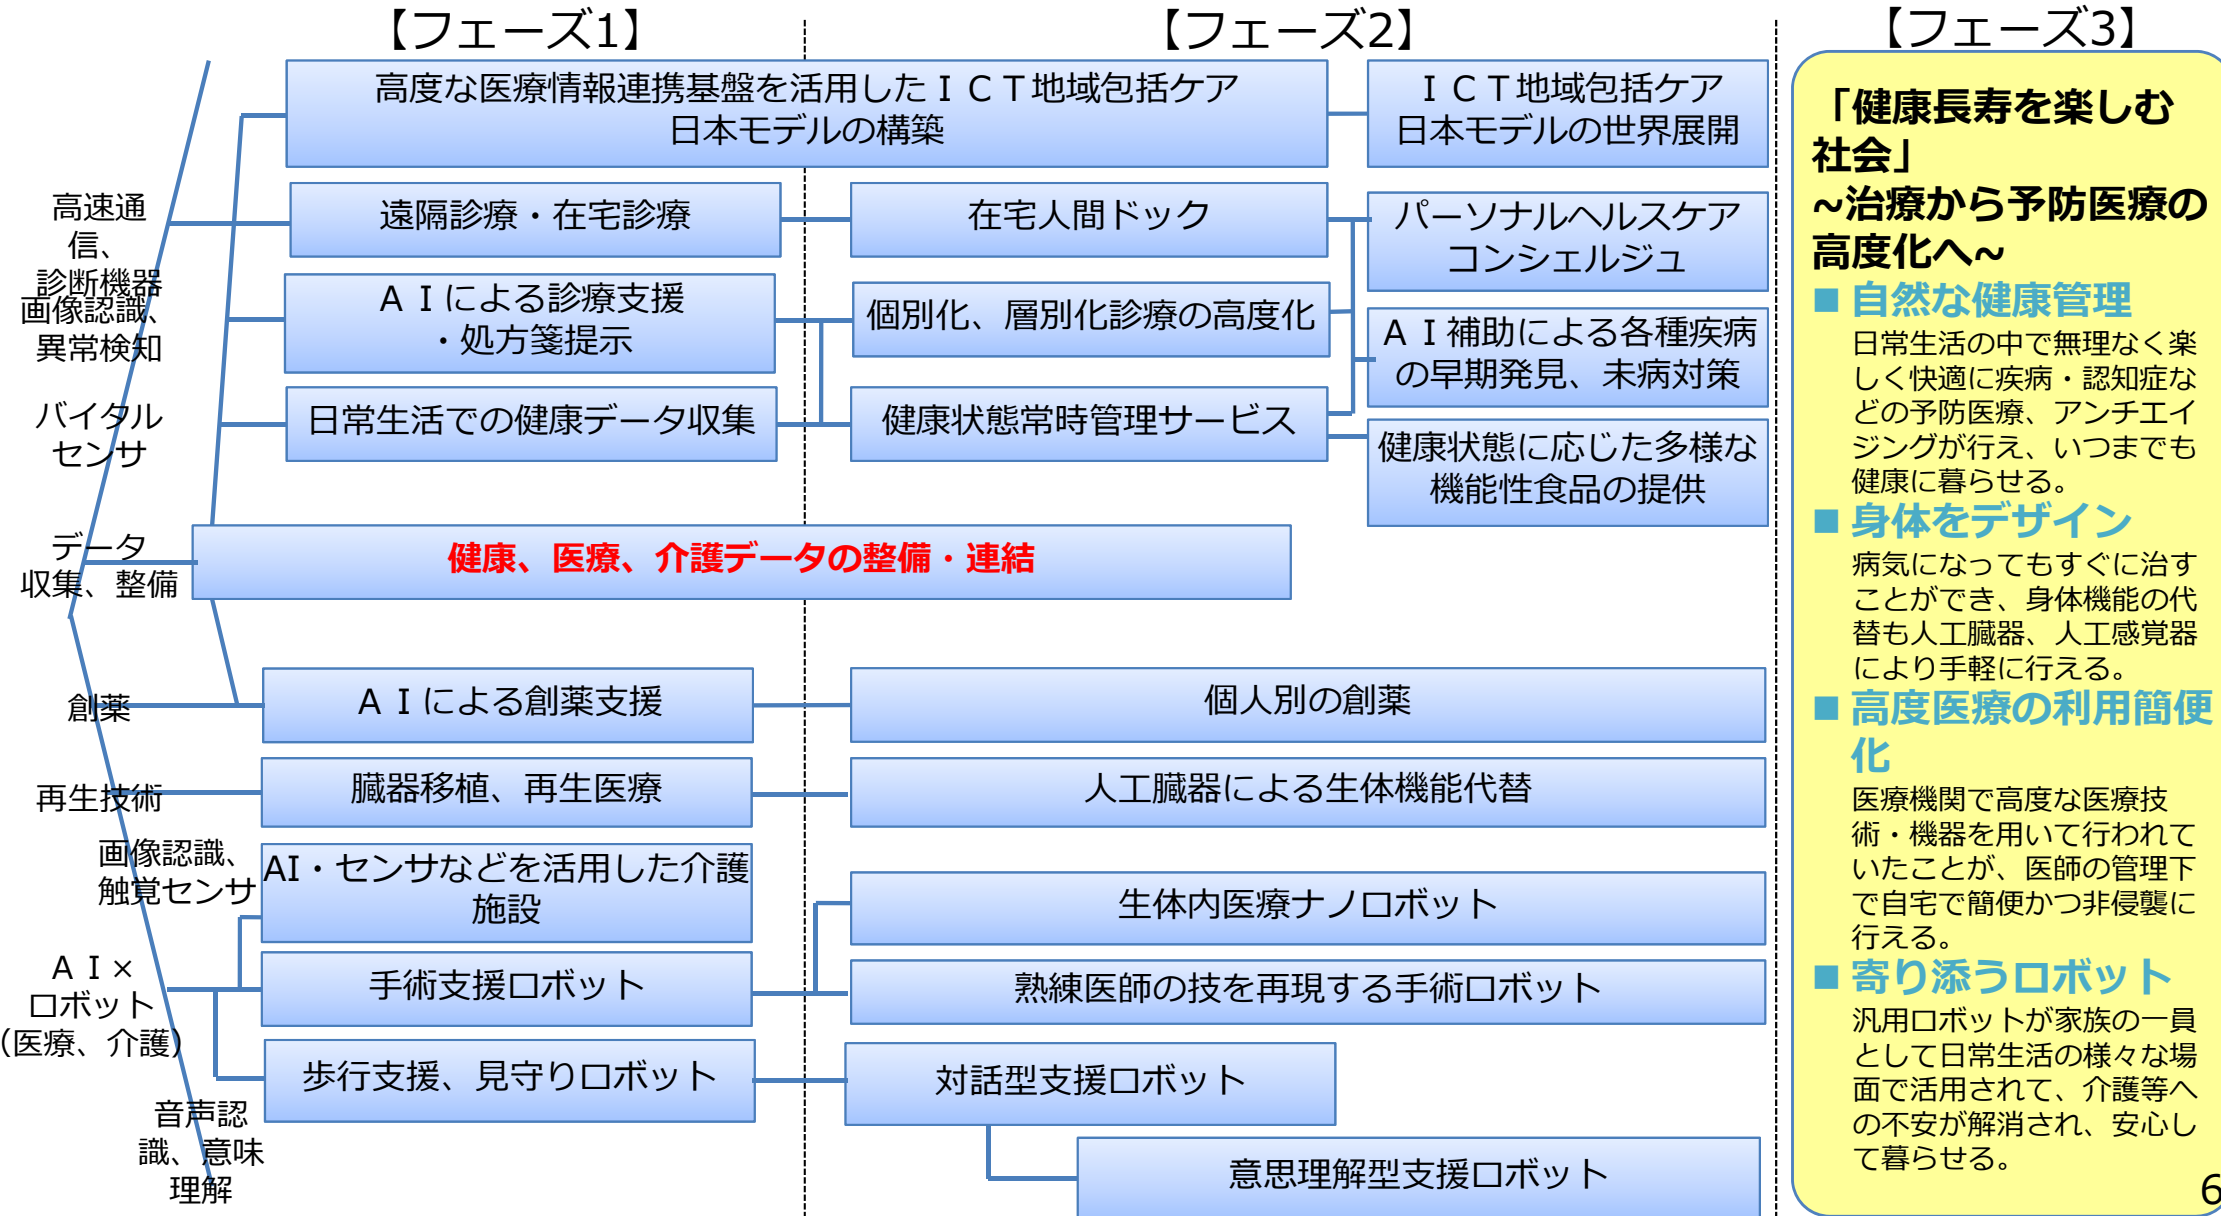 【フェーズ1】
【フェーズ2】
【フェーズ3】
高速通
信、
診断機器
画像認識、
異常検知
バイタル
センサ
データ
収集、整備
創薬
再生技術
画像認識、
触覚センサ
ＡＩ×
ロボット
（医療、介護）
音声認
識、意味
理解
高度な医療情報連携基盤を活用したＩＣＴ地域包括ケア
日本モデルの構築
ＩＣＴ地域包括ケア
日本モデルの世界展開
遠隔診療・在宅診療
在宅人間ドック
パーソナルヘルスケア
コンシェルジュ
ＡＩによる診療支援
・処方箋提示
個別化、層別化診療の高度化
ＡＩ補助による各種疾病
の早期発見、未病対策
日常生活での健康データ収集
健康状態常時管理サービス
健康状態に応じた多様な
機能性食品の提供
健康、医療、介護データの整備・連結
ＡＩによる創薬支援
個人別の創薬
臓器移植、再生医療
人工臓器による生体機能代替
AI・センサなどを活用した介護
施設
生体内医療ナノロボット
手術支援ロボット
熟練医師の技を再現する手術ロボット
歩行支援、見守りロボット
対話型支援ロボット
意思理解型支援ロボット
「健康長寿を楽しむ
社会」
~治療から予防医療の
高度化へ~
■ 自然な健康管理
日常生活の中で無理なく楽
しく快適に疾病・認知症な
どの予防医療、アンチエイ
ジングが行え、いつまでも
健康に暮らせる。
■ 身体をデザイン
病気になってもすぐに治す
ことができ、身体機能の代
替も人工臓器、人工感覚器
により手軽に行える。
■ 高度医療の利用簡便
化
医療機関で高度な医療技
術・機器を用いて行われて
いたことが、医師の管理下
で自宅で簡便かつ非侵襲に
行える。
■ 寄り添うロボット
汎用ロボットが家族の一員
として日常生活の様々な場
面で活用されて、介護等へ
の不安が解消され、安心し
て暮らせる。
6